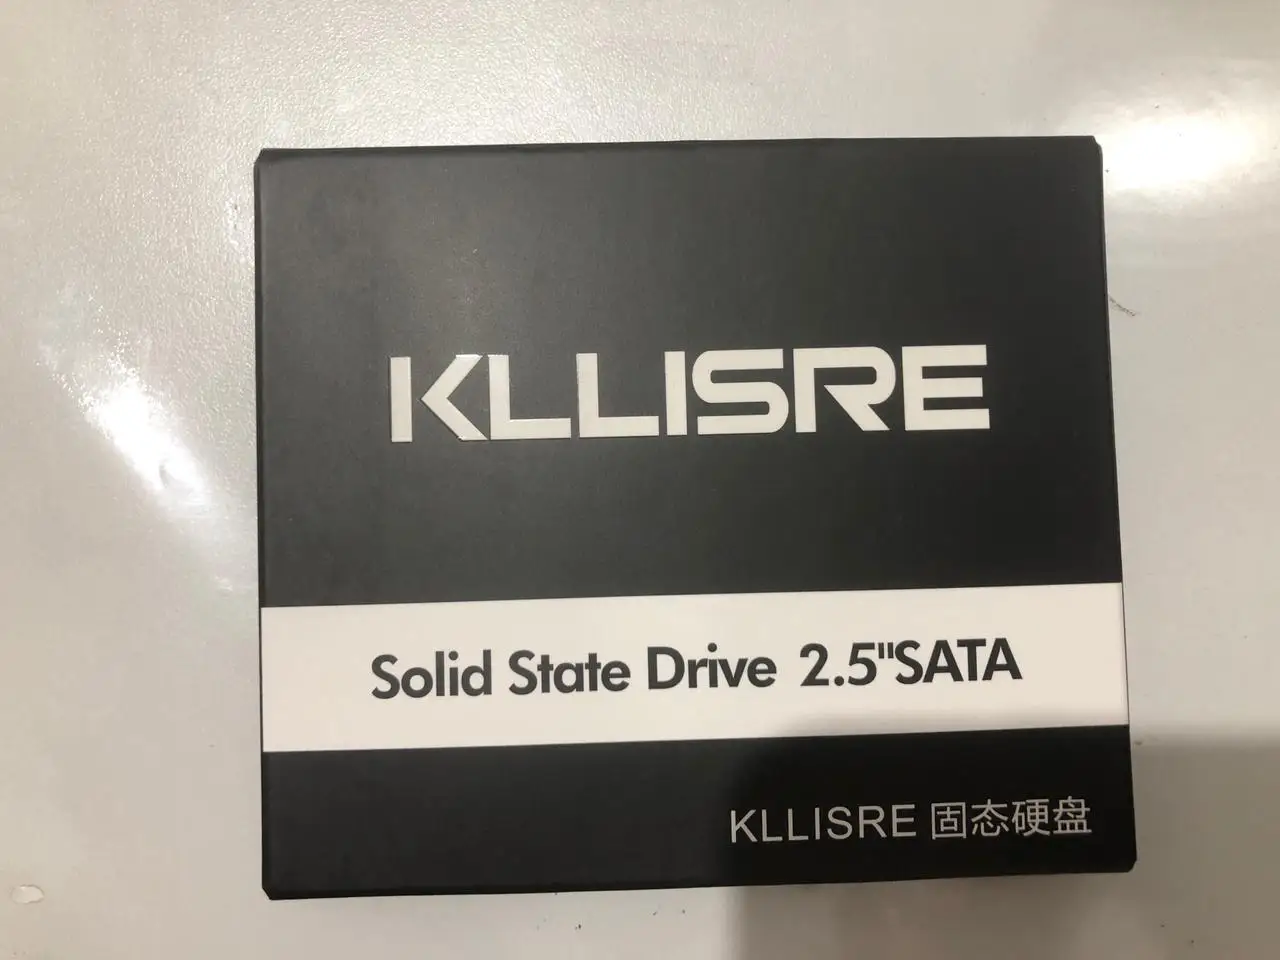 KLLISRE
Solid State Drive 2.5"SATA
KLLISRE 固态硬盘